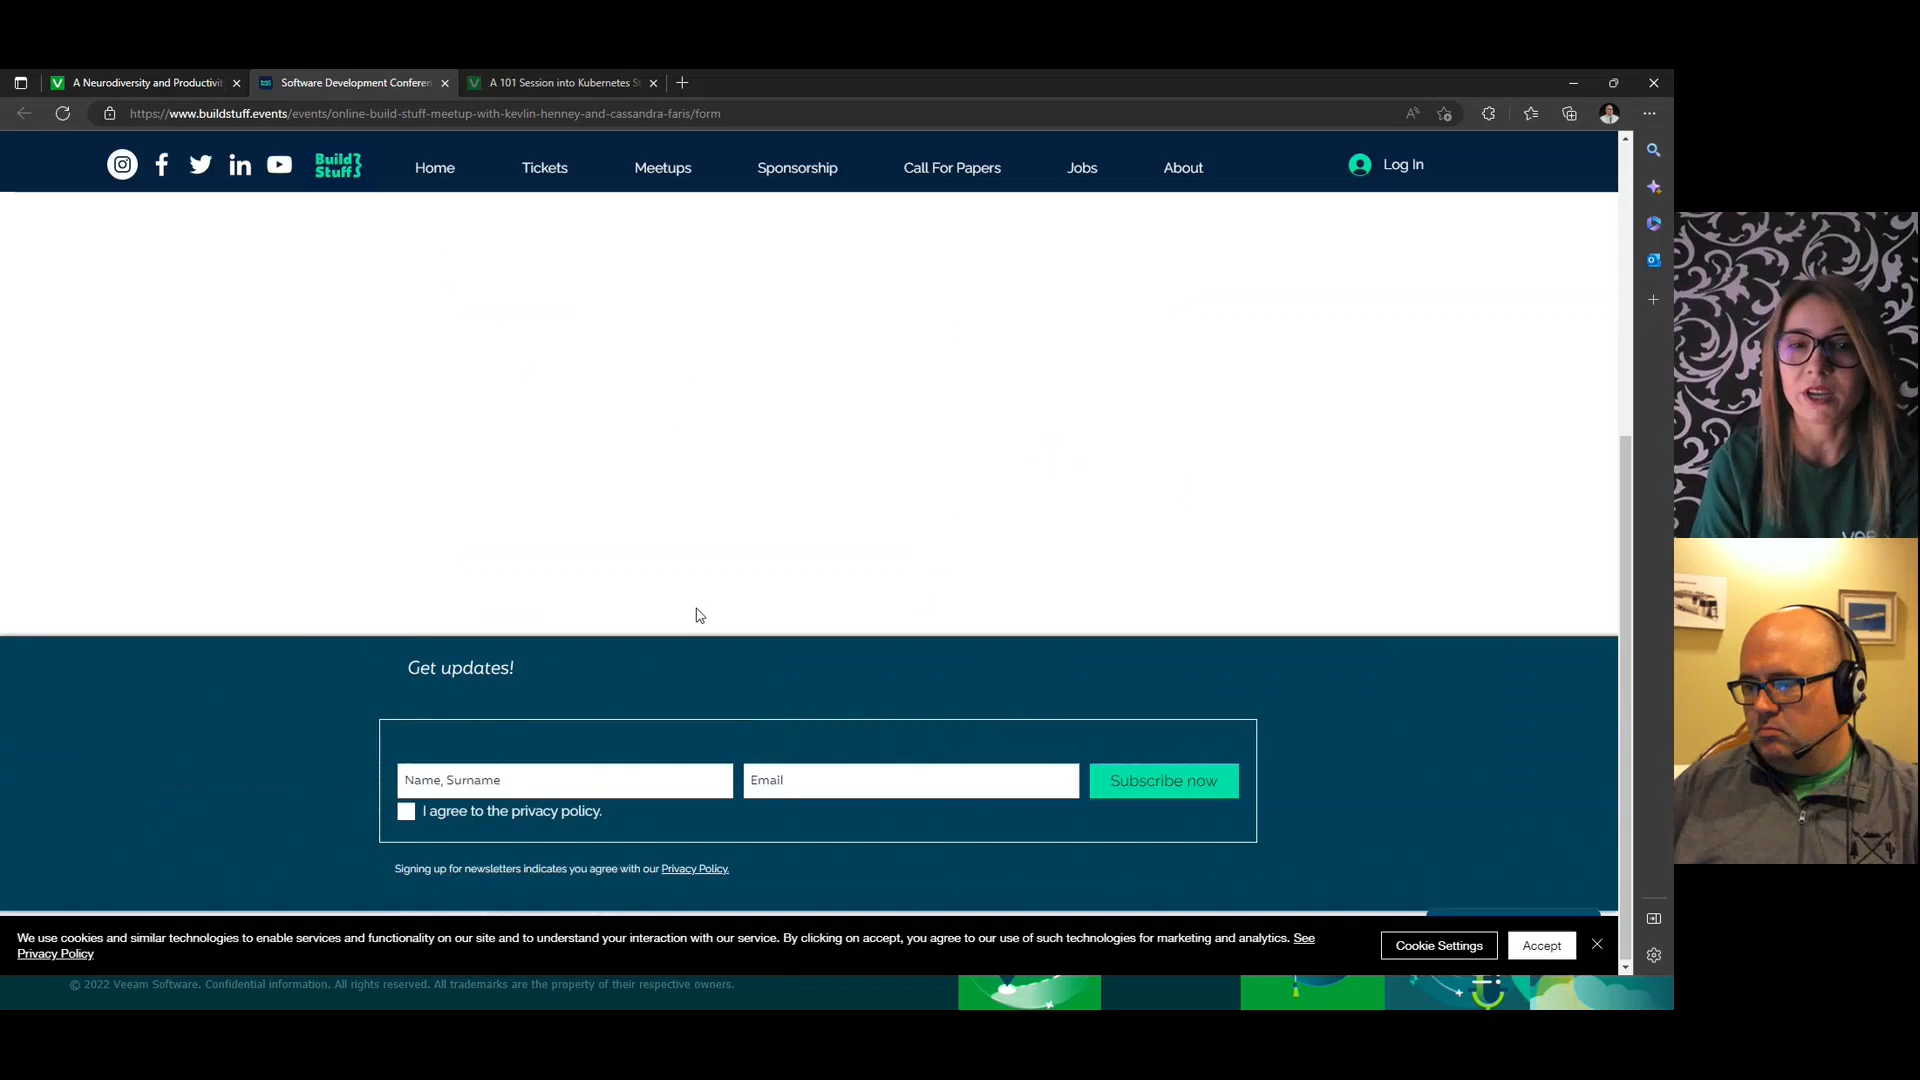 A Neurodiversity and Productivit
Software Development Conferen
A 101 Session into Kubernetes S
https://www.buildstuff.events/events/online-build-stuff-meetup-with-kevlin-henney-and-cassandra-faris/form
Build Stuff
Home
Tickets
Meetups
Sponsorship
Call For Papers
Jobs
About
Log In
Get updates!
Name, Surname
Email
Subscribe now
I agree to the privacy policy.
Signing up for newsletters indicates you agree with our Privacy Policy.
We use cookies and similar technologies to enable services and functionality on our site and to understand your interaction with our service. By clicking on accept, you agree to our use of such technologies for marketing and analytics. See
Privacy Policy
Cookie Settings
Accept
© 2022 Veeam Software. Confidential information. All rights reserved. All trademarks are the property of their respective owners.